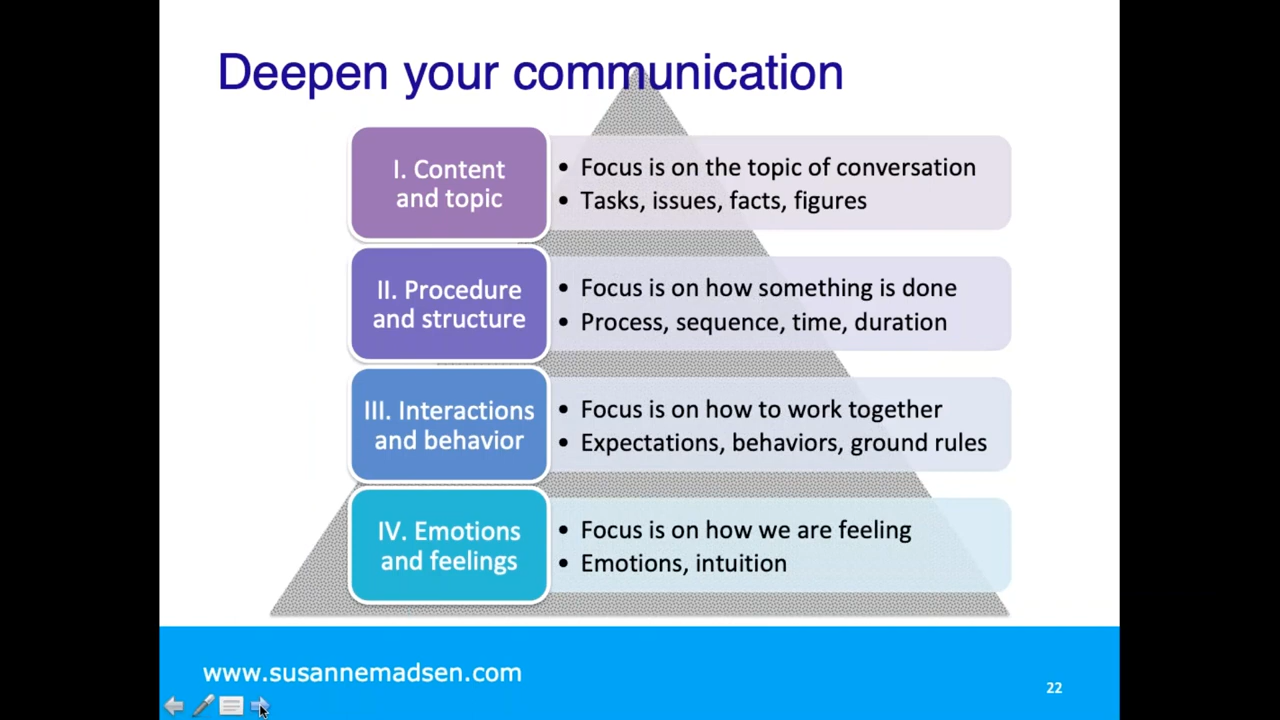 Deepen your communication
I. Content
and topic
• Focus is on the topic of conversation
• Tasks, issues, facts, figures
II. Procedure
and structure
• Focus is on how something is done
• Process, sequence, time, duration
III. Interactions
and behavior
• Focus is on how to work together
• Expectations, behaviors, ground rules
IV. Emotions
and feelings
• Focus is on how we are feeling
• Emotions, intuition
www.susannemadsen.com
22